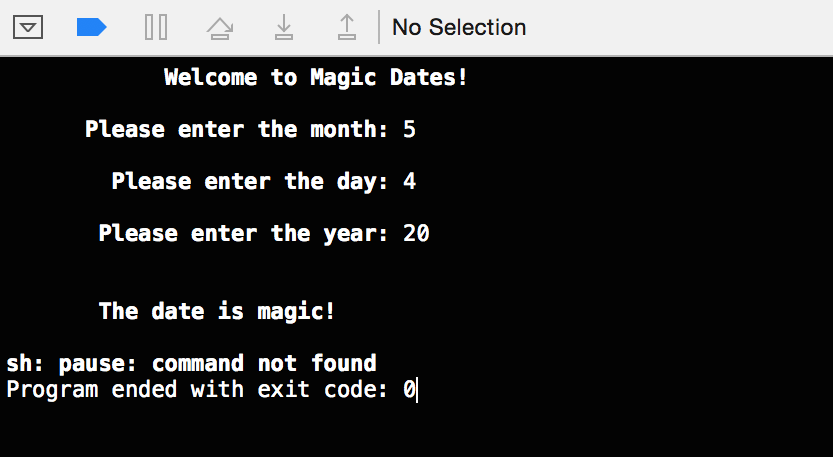 No Selection
Welcome to Magic Dates!
Please enter the month: 5
Please enter the day: 4
Please enter the year: 20
The date is magic!
sh: pause: command not found
Program ended with exit code: 0